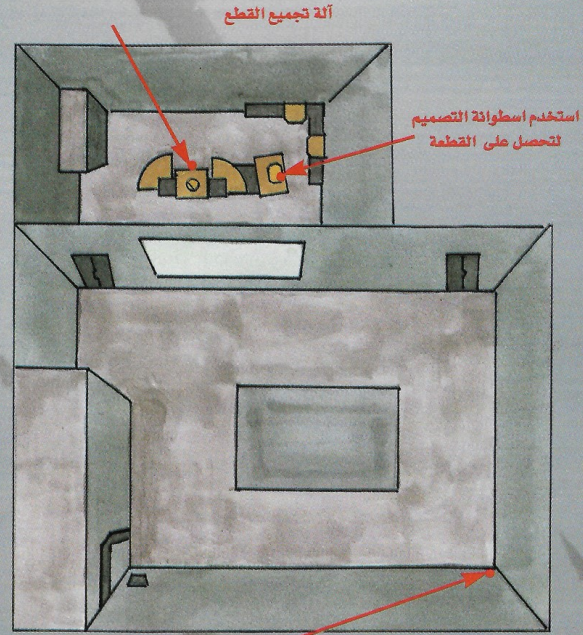 آلة تجميع القطع
استخدم اسطوانة التصميم
لتحصل على القطعة